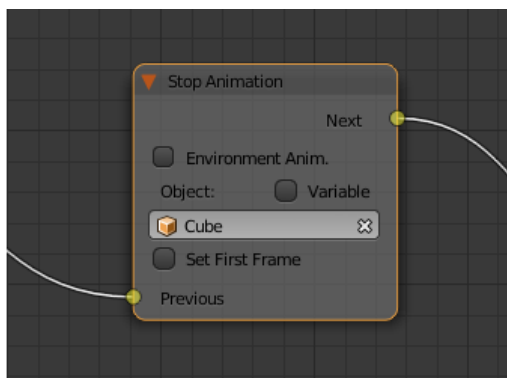 Stop Animation
Next
Environment Anim.
Object: Variable
Cube
Set First Frame
Previous